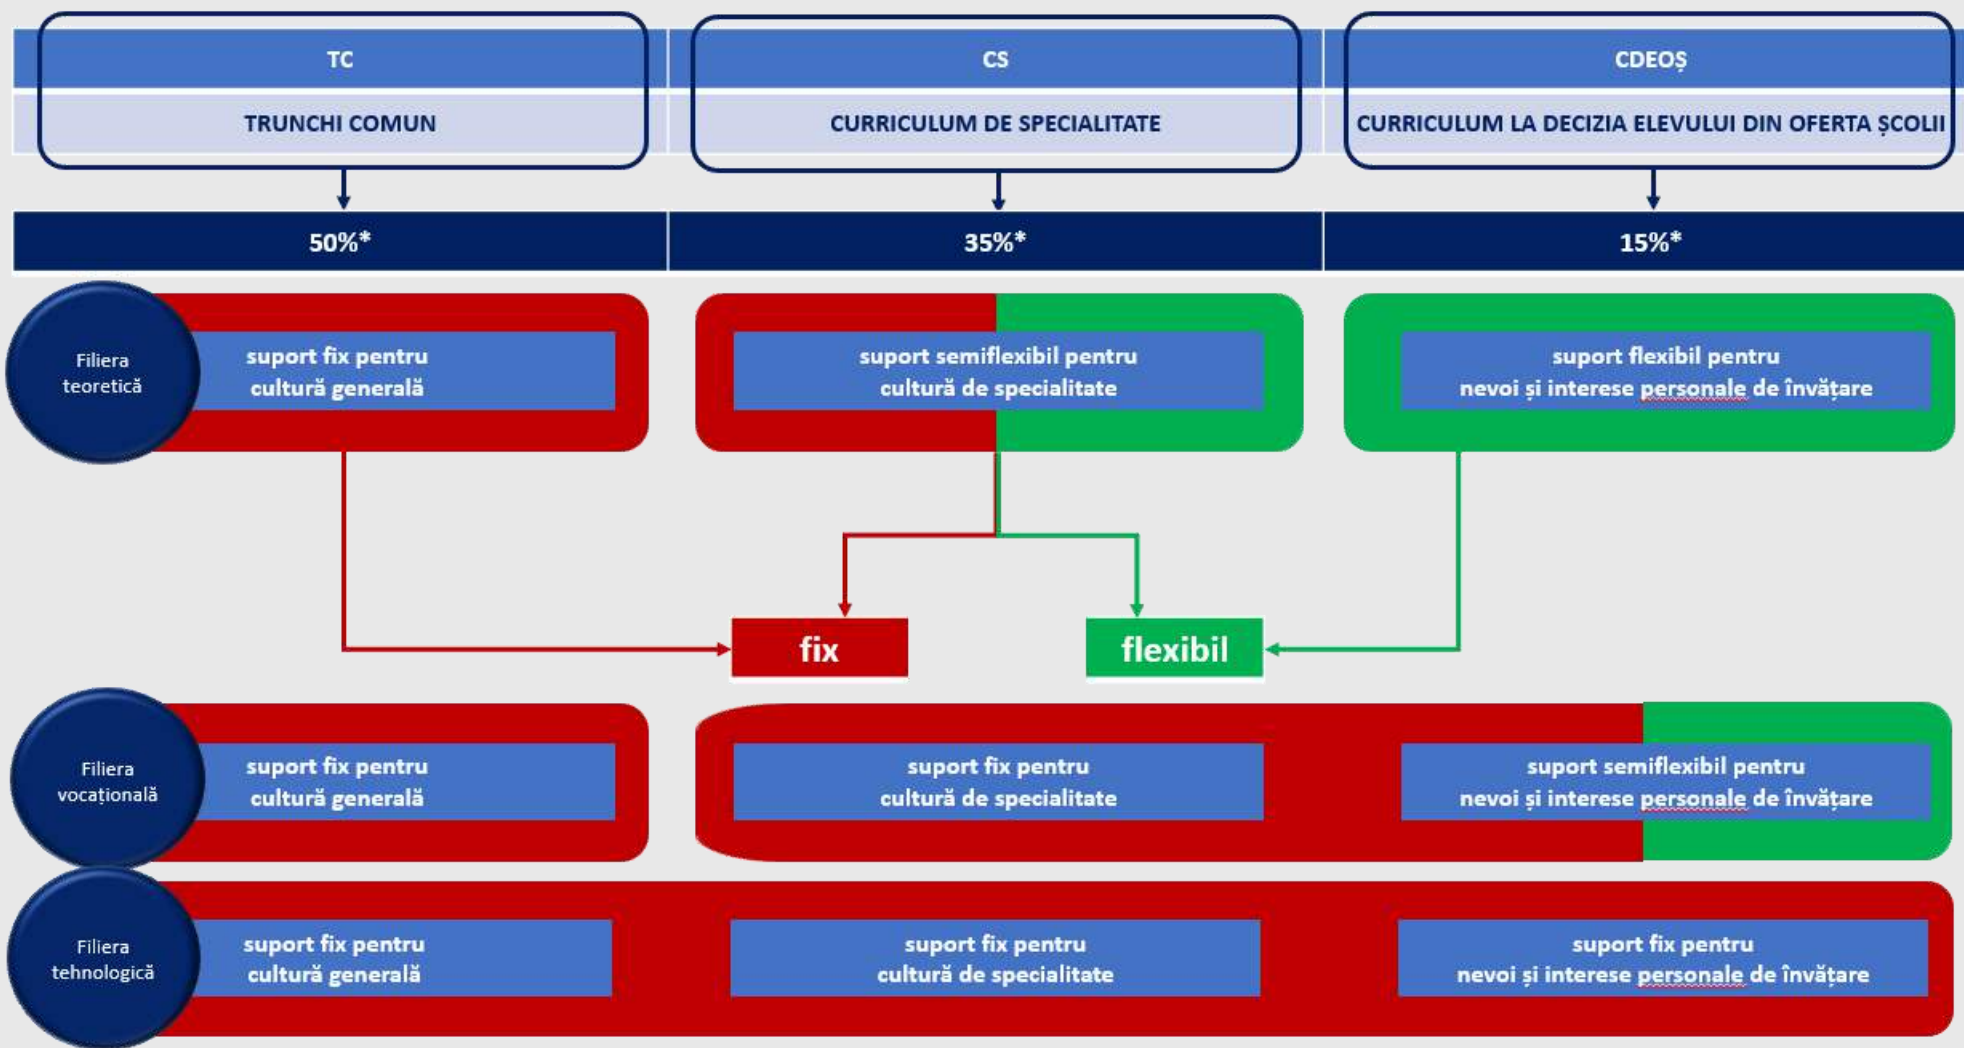 TC
CS
CDEOȘ
TRUNCHI COMUN
CURRICULUM DE SPECIALITATE
CURRICULUM LA DECIZIA ELEVULUI DIN OFERTA ȘCOLII
50%*
35%*
15%*
Filiera
teoretică
suport fix pentru
cultură generală
suport semiflexibil pentru
cultură de specialitate
suport flexibil pentru
nevoi și interese personale de învățare
fix
flexibil
Filiera
vocațională
suport fix pentru
cultură generală
suport fix pentru
cultură de specialitate
suport semiflexibil pentru
nevoi și interese personale de învățare
Filiera
tehnologică
suport fix pentru
cultură generală
suport fix pentru
cultură de specialitate
suport fix pentru
nevoi și interese personale de învățare